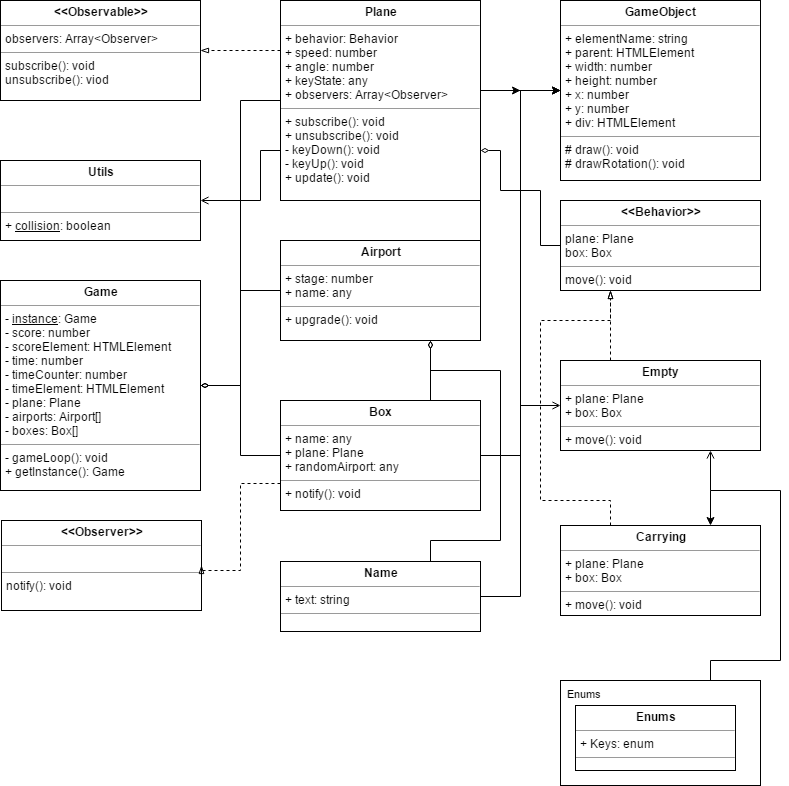 <<Observable>>
observers: Array<Observer>
subscribe(): void
unsubscribe(): viod
Plane
+ behavior: Behavior
+ speed: number
+ angle: number
+ keyState: any
+ observers: Array<Observer>
+ subscribe(): void
+ unsubscribe(): void
- keyDown(): void
- keyUp(): void
+ update(): void
GameObject
+ elementName: string
+ parent: HTMLElement
+ width: number
+ height: number
+ x: number
+ y: number
+ div: HTMLElement
# draw(): void
# drawRotation(): void
Utils
+ collision: boolean
<<Behavior>>
plane: Plane
box: Box
move(): void
Airport
+ stage: number
+ name: any
+ upgrade(): void
Game
- instance: Game
- score: number
- scoreElement: HTMLElement
- time: number
- timeCounter: number
- timeElement: HTMLElement
- plane: Plane
- airports: Airport[]
- boxes: Box[]
- gameLoop(): void
+ getInstance(): Game
Empty
+ plane: Plane
+ box: Box
+ move(): void
Box
+ name: any
+ plane: Plane
+ randomAirport: any
+ notify(): void
<<Observer>>
notify(): void
Carrying
+ plane: Plane
+ box: Box
+ move(): void
Name
+ text: string
Enums
Enums
+ Keys: enum